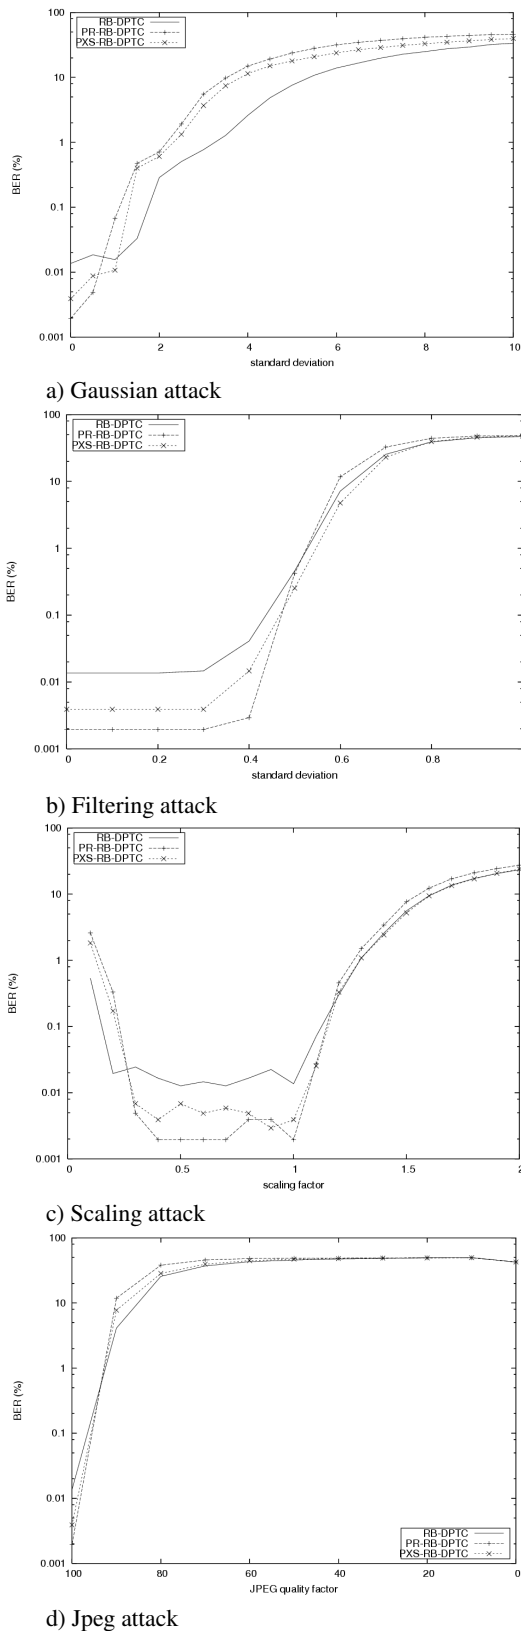 100
10
1
0.1
0.01
0.001
BER (%)
RB-DPTC
PR-RB-DPTC
PXS-RB-DPTC
0 2 4 6 8 10
standard deviation
a) Gaussian attack
100
10
1
0.1
0.01
0.001
BER (%)
RB-DPTC
PR-RB-DPTC
PXS-RB-DPTC
0 0.2 0.4 0.6 0.8
standard deviation
b) Filtering attack
100
10
1
0.1
0.01
0.001
BER (%)
RB-DPTC
PR-RB-DPTC
PXS-RB-DPTC
0 0.5 1 1.5 2
scaling factor
c) Scaling attack
100
10
1
0.1
0.01
0.001
BER (%)
RB-DPTC
PR-RB-DPTC
PXS-RB-DPTC
100 80 60 40 20 0
JPEG quality factor
d) Jpeg attack